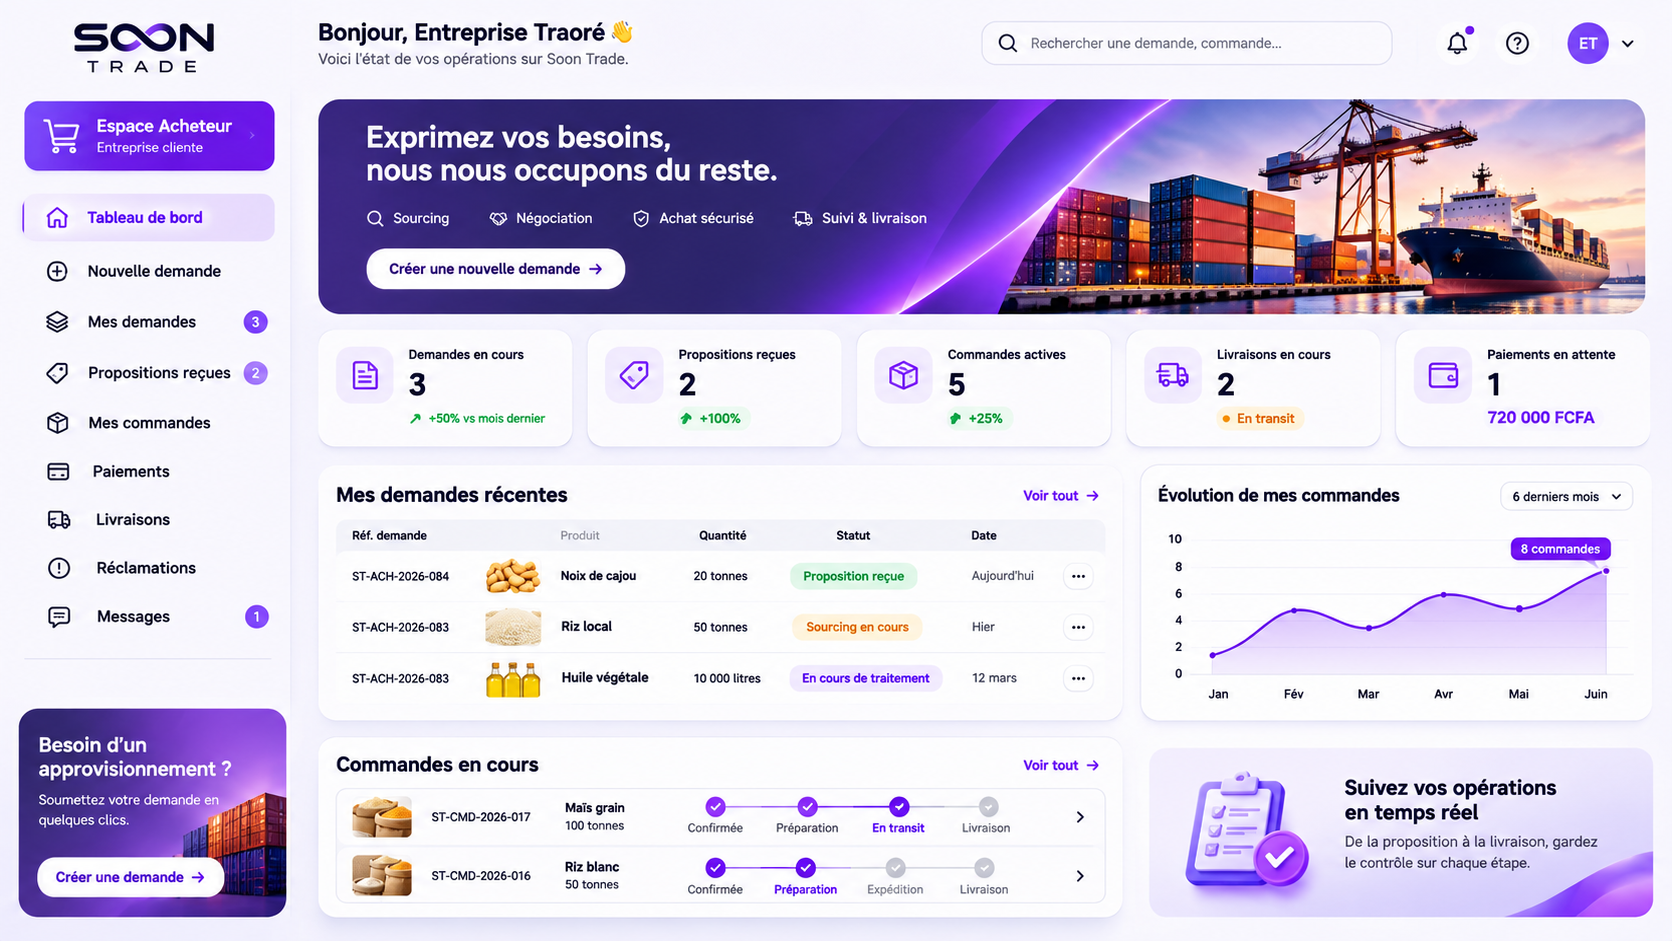 SOON
TRADE
Espace Acheteur
Entreprise cliente
Tableau de bord
Nouvelle demande
Mes demandes 3
Propositions reçues 2
Mes commandes
Paiements
Livraisons
Réclamations
Messages 1
Besoin d'un
approvisionnement ?
Soumettez votre demande en
quelques clics.
Créer une demande →
Bonjour, Entreprise Traoré 👋
Voici l'état de vos opérations sur Soon Trade.
Rechercher une demande, commande...
ET
Exprimez vos besoins,
nous nous occupons du reste.
Sourcing Négociation Achat sécurisé Suivi & livraison
Créer une nouvelle demande →
Demandes en cours
3
+50% vs mois dernier
Propositions reçues
2
+100%
Commandes actives
5
+25%
Livraisons en cours
2
En transit
Paiements en attente
1
720 000 FCFA
Mes demandes récentes
Voir tout →
Réf. demande Produit Quantité Statut Date
ST-ACH-2026-084 Noix de cajou 20 tonnes Proposition reçue Aujourd'hui
ST-ACH-2026-083 Riz local 50 tonnes Sourcing en cours Hier
ST-ACH-2026-083 Huile végétale 10 000 litres En cours de traitement 12 mars
Évolution de mes commandes
6 derniers mois
8 commandes
10
8
6
4
2
0
Jan Fév Mar Avr Mai Juin
Commandes en cours
Voir tout →
ST-CMD-2026-017
Maïs grain
100 tonnes
Confirmée Préparation En transit Livraison
ST-CMD-2026-016
Riz blanc
50 tonnes
Confirmée Préparation Expédition Livraison
Suivez vos opérations
en temps réel
De la proposition à la livraison, gardez
le contrôle sur chaque étape.